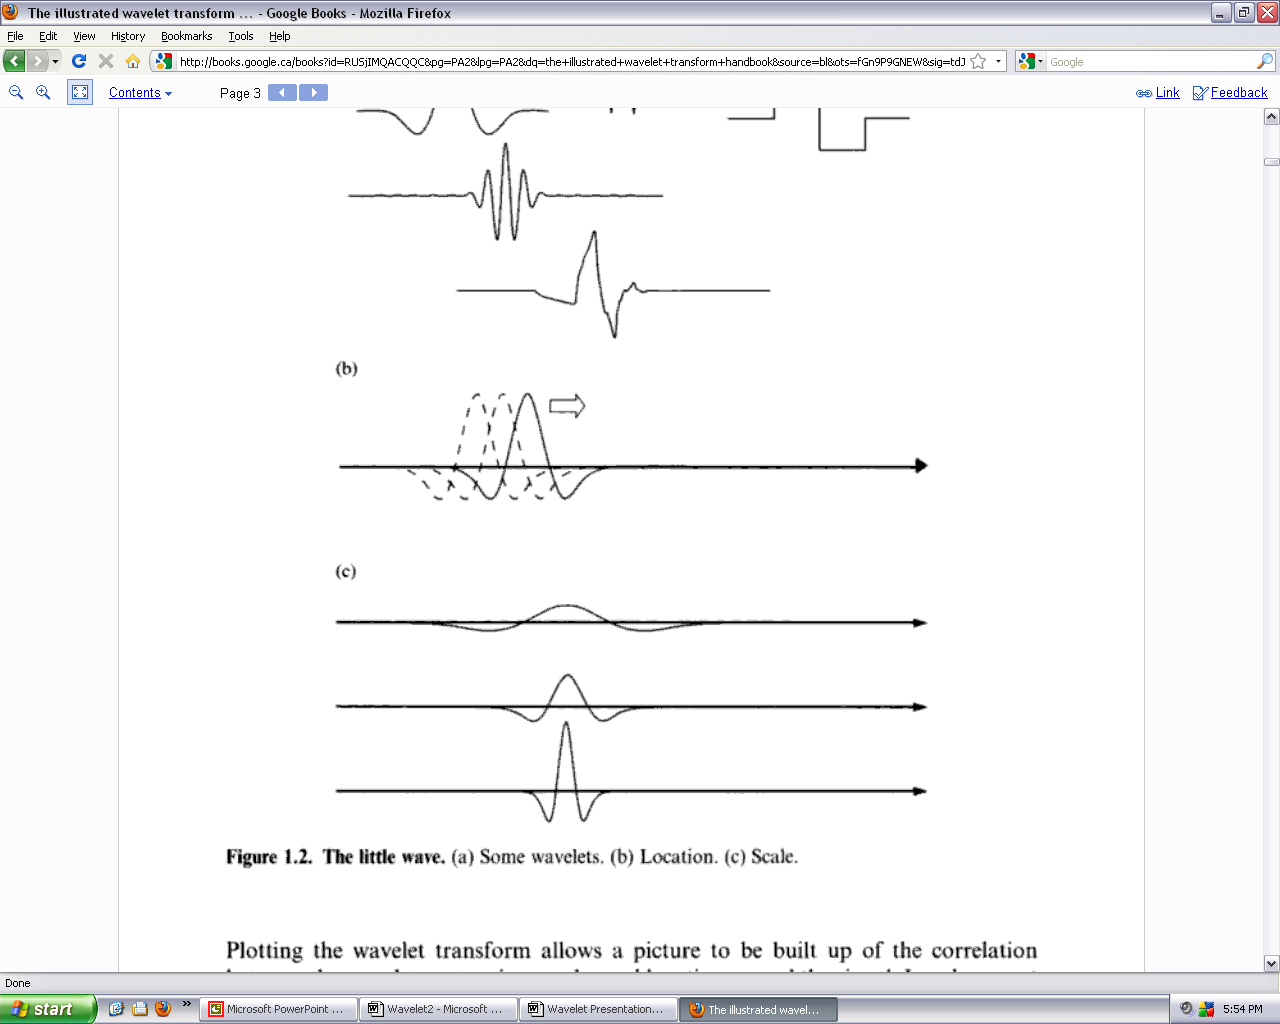 The illustrated wavelet transform ... - Google Books - Mozilla Firefox
File Edit View History Bookmarks Tools Help
http://books.google.ca/books?id=RUSjIMQACQQC&pg=PA2&lpg=PA2&dq=the+illustrated+wavelet+transform+handbook&source=bl&ots=fGn9P9GNEW&sig=tdJ
Google
Contents Page 3 Link Feedback
(b)
(c)
Figure 1.2. The little wave. (a) Some wavelets. (b) Location. (c) Scale.
Plotting the wavelet transform allows a picture to be built up of the correlation
Done
start Microsoft PowerPoint ... Wavelet2 - Microsoft ... Wavelet Presentation... The illustrated wavel... 5:54 PM